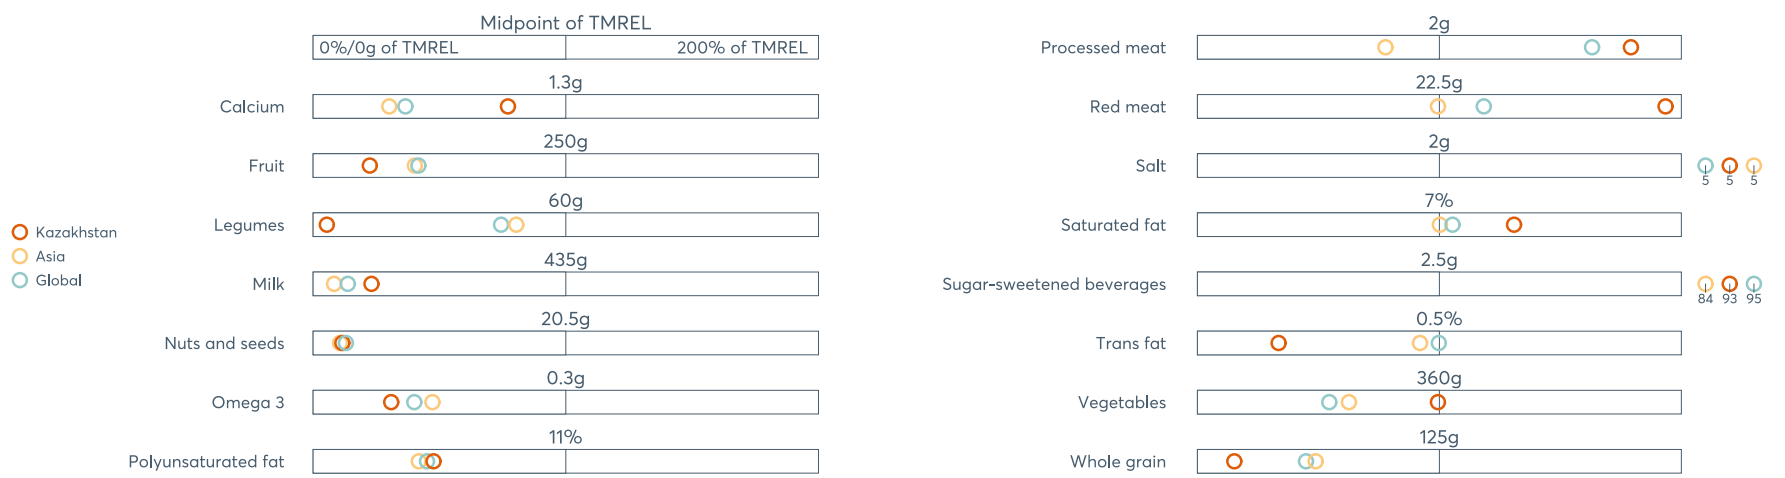 Midpoint of TMREL
0%/0g of TMREL 200% of TMREL
1.3g
Calcium
250g
Fruit
60g
Legumes
435g
Milk
20.5g
Nuts and seeds
0.3g
Omega 3
11%
Polyunsaturated fat
Kazakhstan
Asia
Global
2g
Processed meat
22.5g
Red meat
2g
Salt
5 5 5
7%
Saturated fat
2.5g
Sugar-sweetened beverages
84 93 95
0.5%
Trans fat
360g
Vegetables
125g
Whole grain